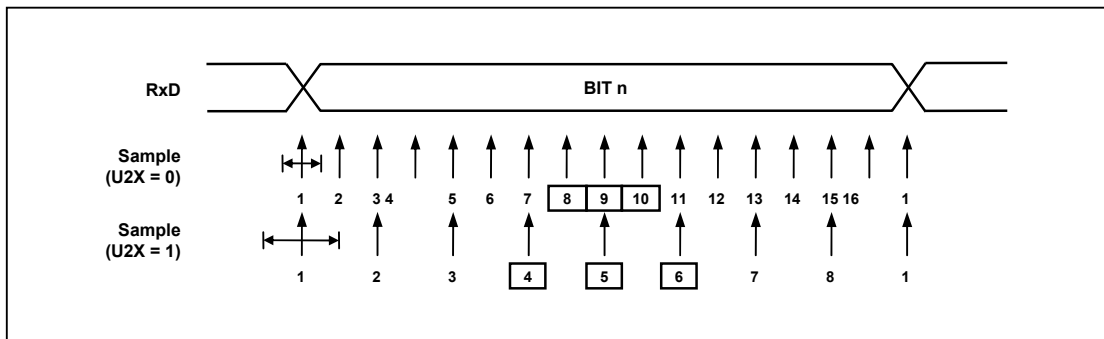 RxD
BIT n
Sample
(U2X = 0)
1 2 3 4 5 6 7 8 9 10 11 12 13 14 15 16 1
Sample
(U2X = 1)
1 2 3 4 5 6 7 8 1